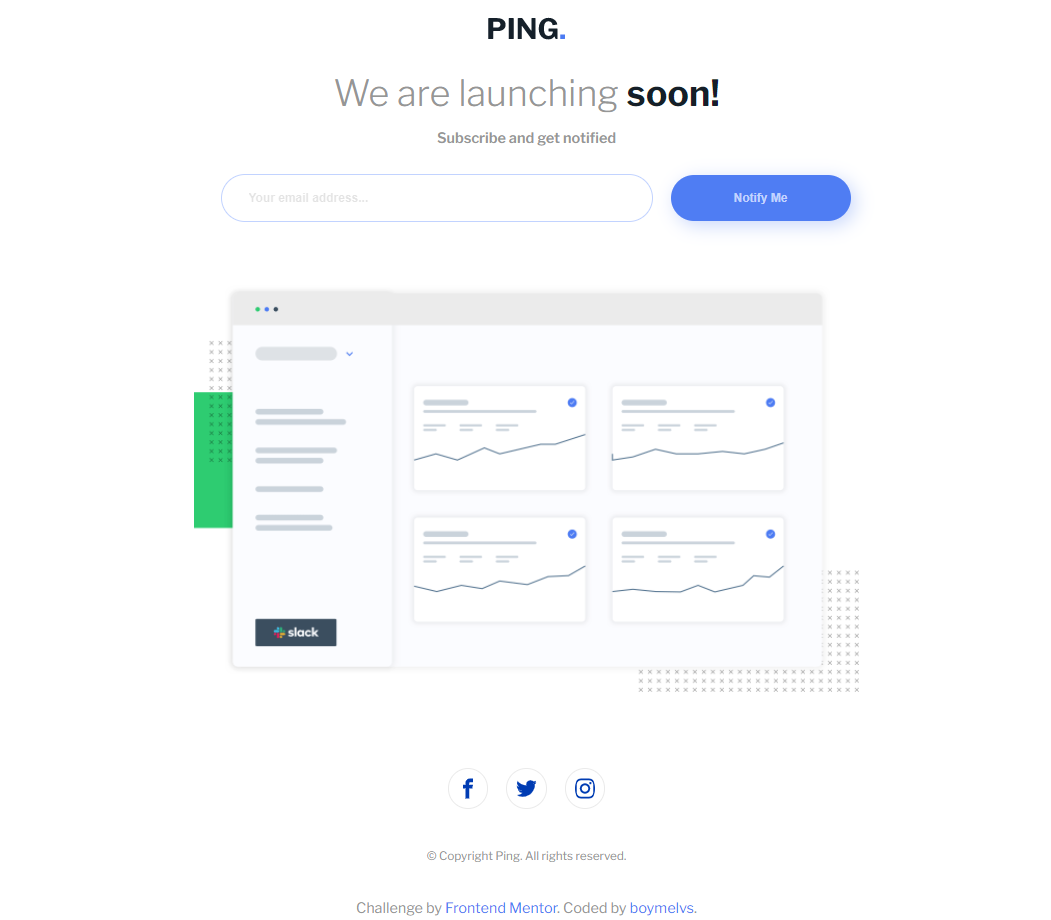 PING.
We are launching soon!
Subscribe and get notified
Your email address...
Notify Me
slack
© Copyright Ping. All rights reserved.
Challenge by Frontend Mentor. Coded by boymelvs.